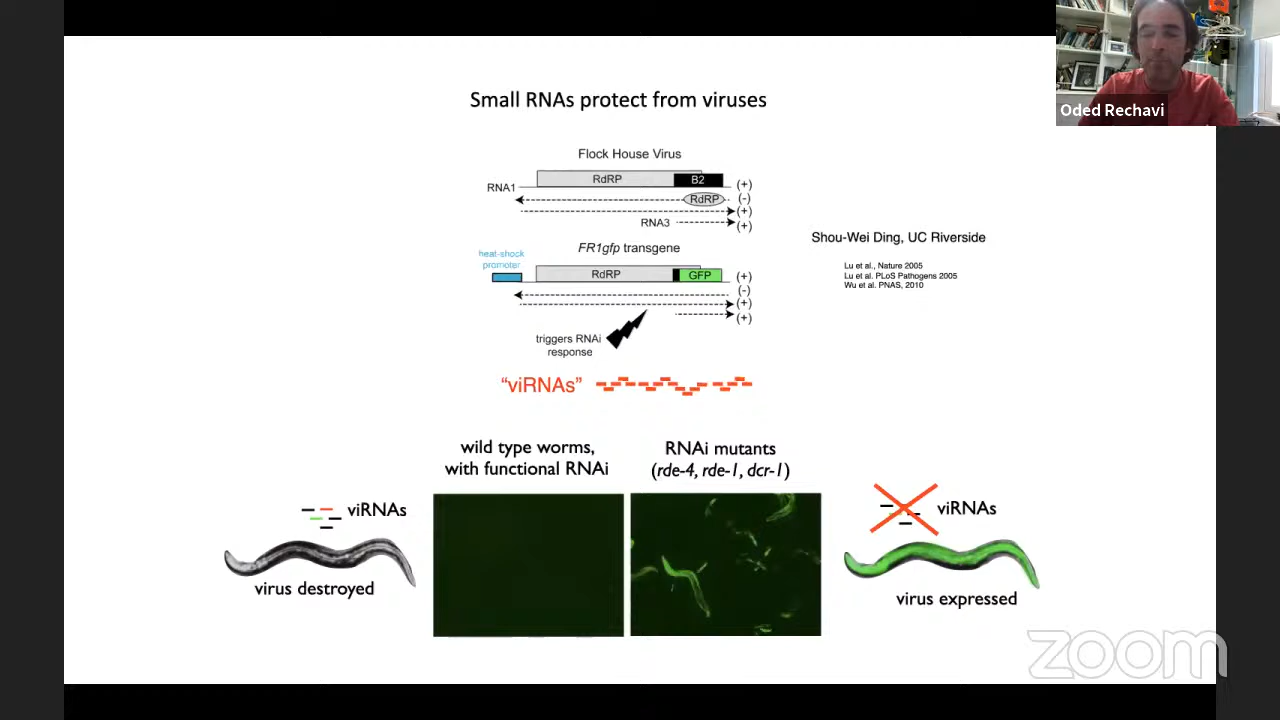 Oded Rechavi
Small RNAs protect from viruses
Flock House Virus
RdRP
B2
RNA1
(+)
RdRP
(-)
(+)
RNA3
(+)
Shou-Wei Ding, UC Riverside
Lu et al., Nature 2005
Lu et al. PLoS Pathogens 2005
Wu et al. PNAS, 2010
FR1gfp transgene
heat-shock
promoter
RdRP
GFP
(+)
(-)
(+)
(+)
triggers RNAi
response
“viRNAs”
wild type worms,
with functional RNAi
RNAi mutants
(rde-4, rde-1, dcr-1)
viRNAs
virus destroyed
viRNAs
virus expressed
zoom